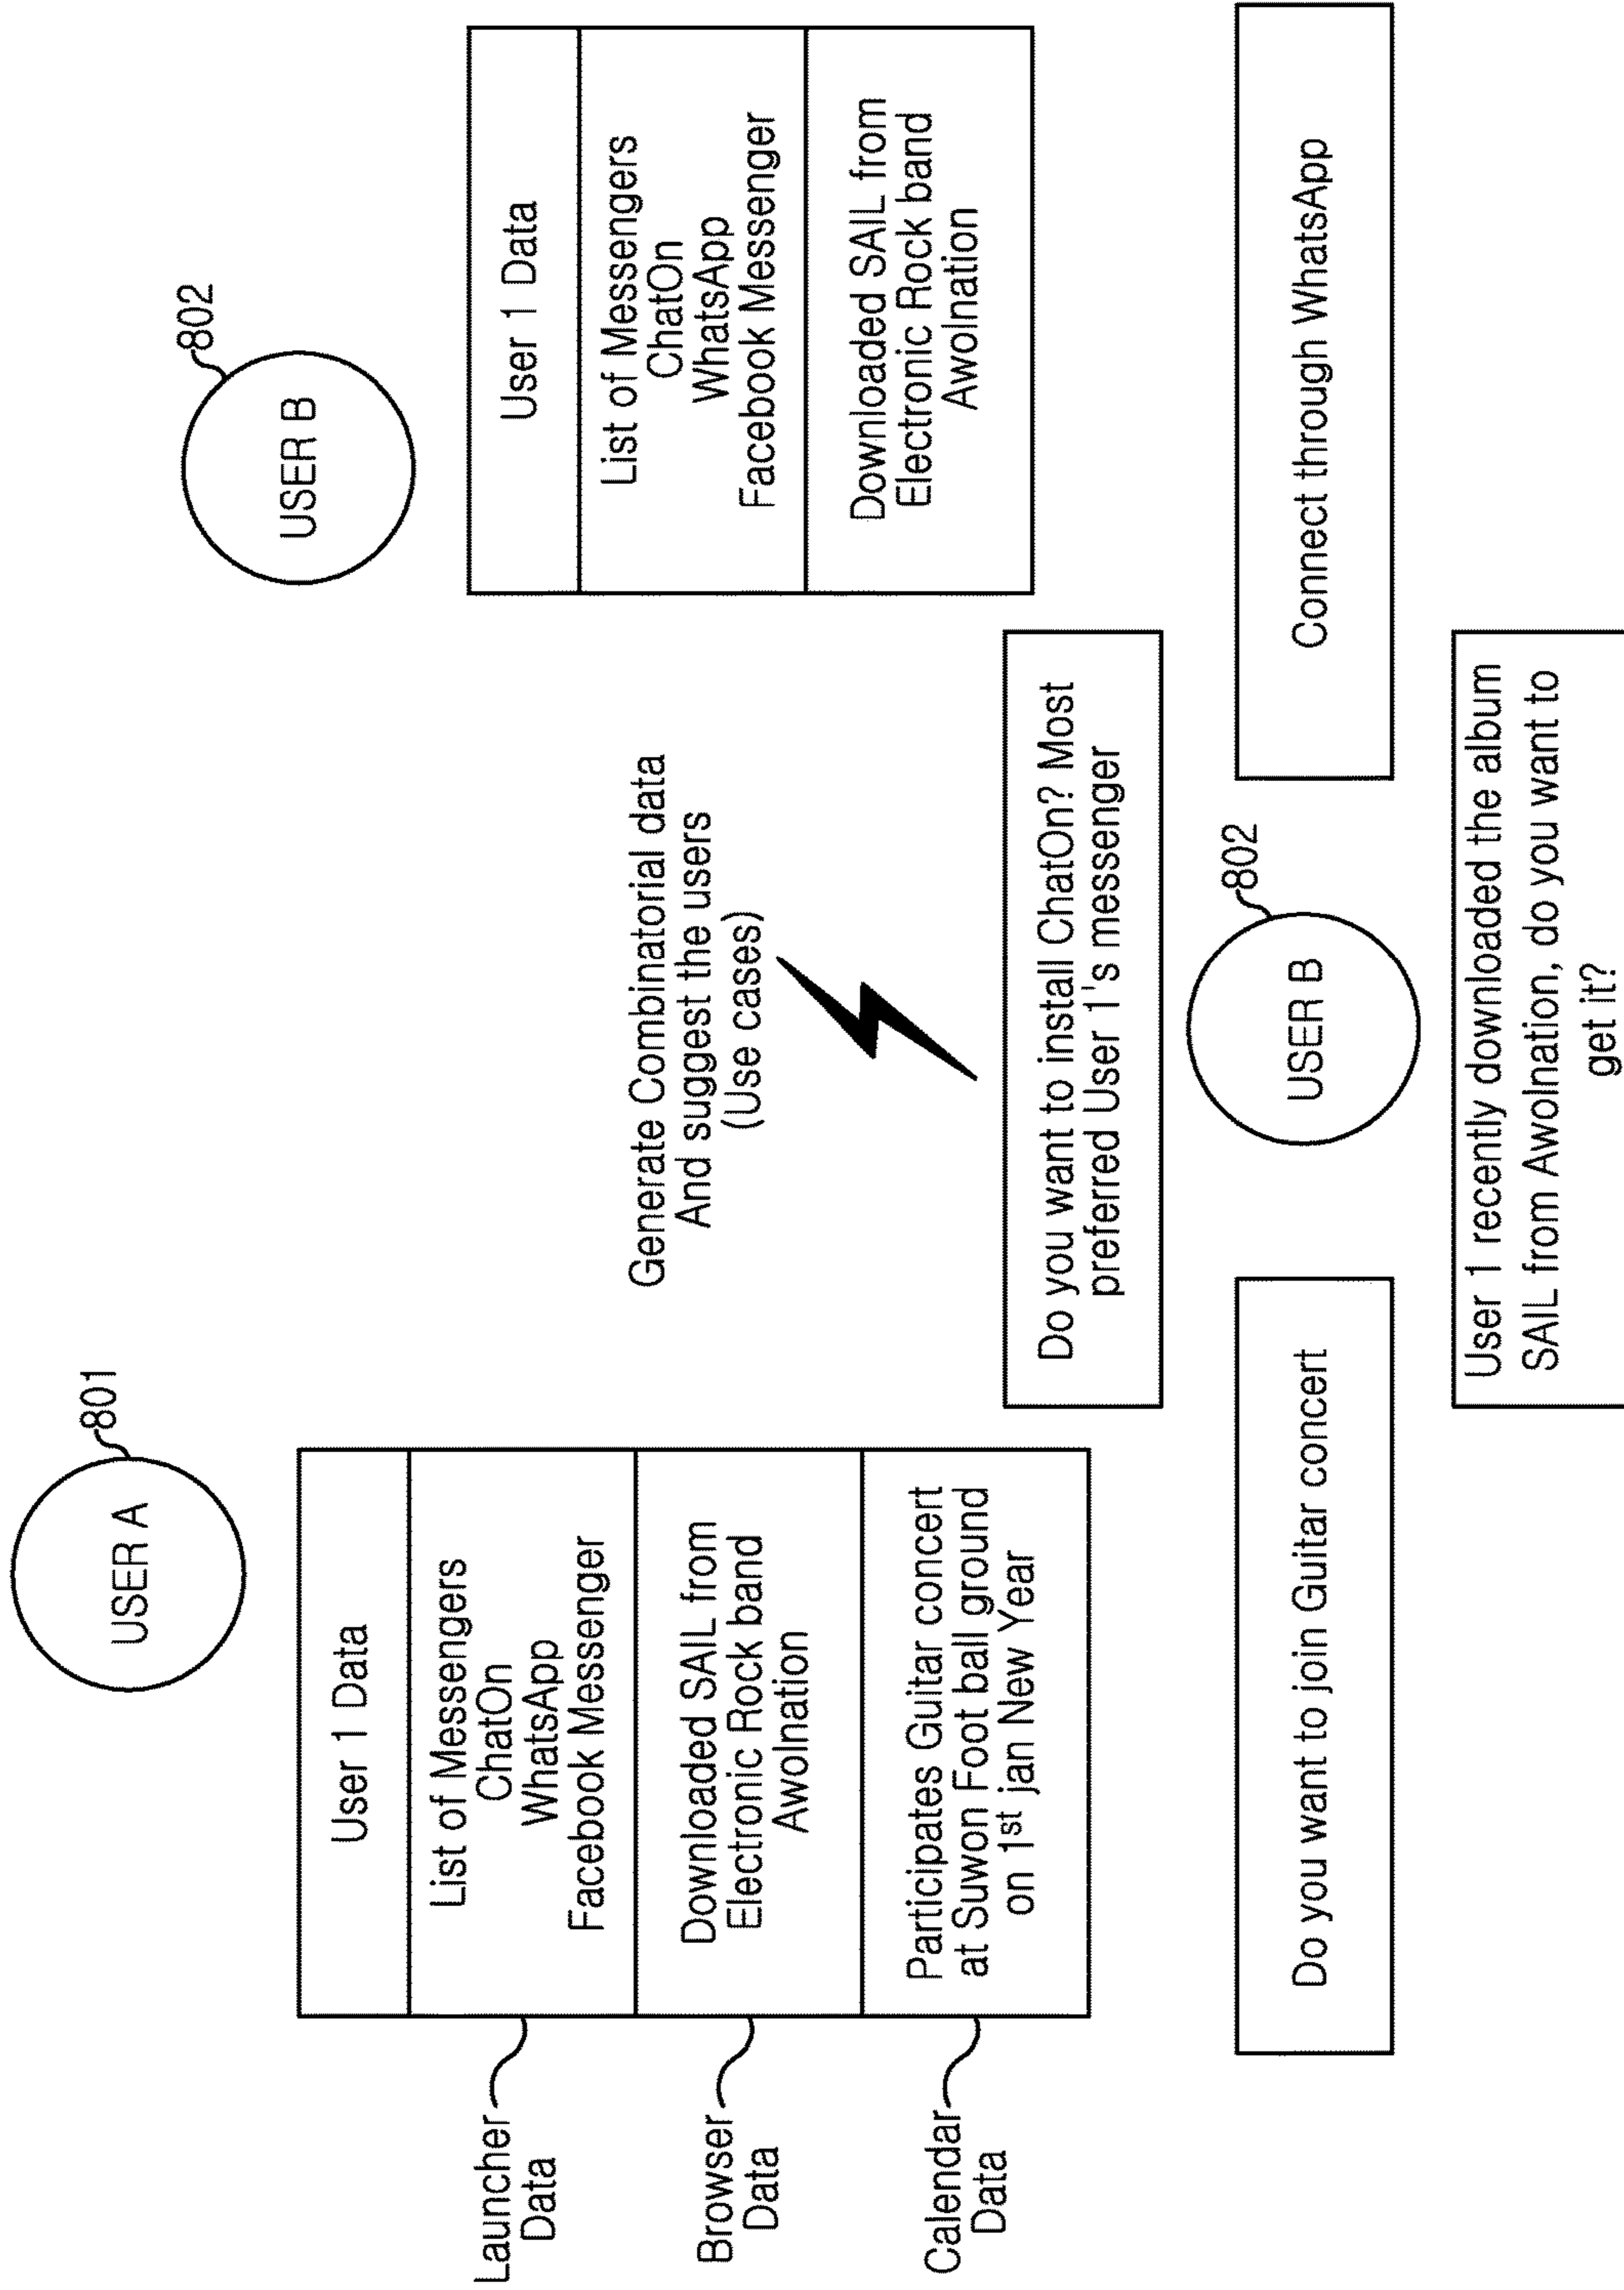 USER A
801
User 1 Data
Launcher
Data
List of Messengers
ChatOn
WhatsApp
Facebook Messenger
Browser
Data
Downloaded SAIL from
Electronic Rock band
Awolnation
Calendar
Data
Participates Guitar concert
at Suwon Foot ball ground
on 1st jan New Year
USER B
802
User 1 Data
List of Messengers
ChatOn
WhatsApp
Facebook Messenger
Downloaded SAIL from
Electronic Rock band
Awolnation
Generate Combinatorial data
And suggest the users
(Use cases)
Do you want to install ChatOn? Most
preferred User 1's messenger
Do you want to join Guitar concert
USER B
802
Connect through WhatsApp
User 1 recently downloaded the album
SAIL from Awolnation, do you want to
get it?